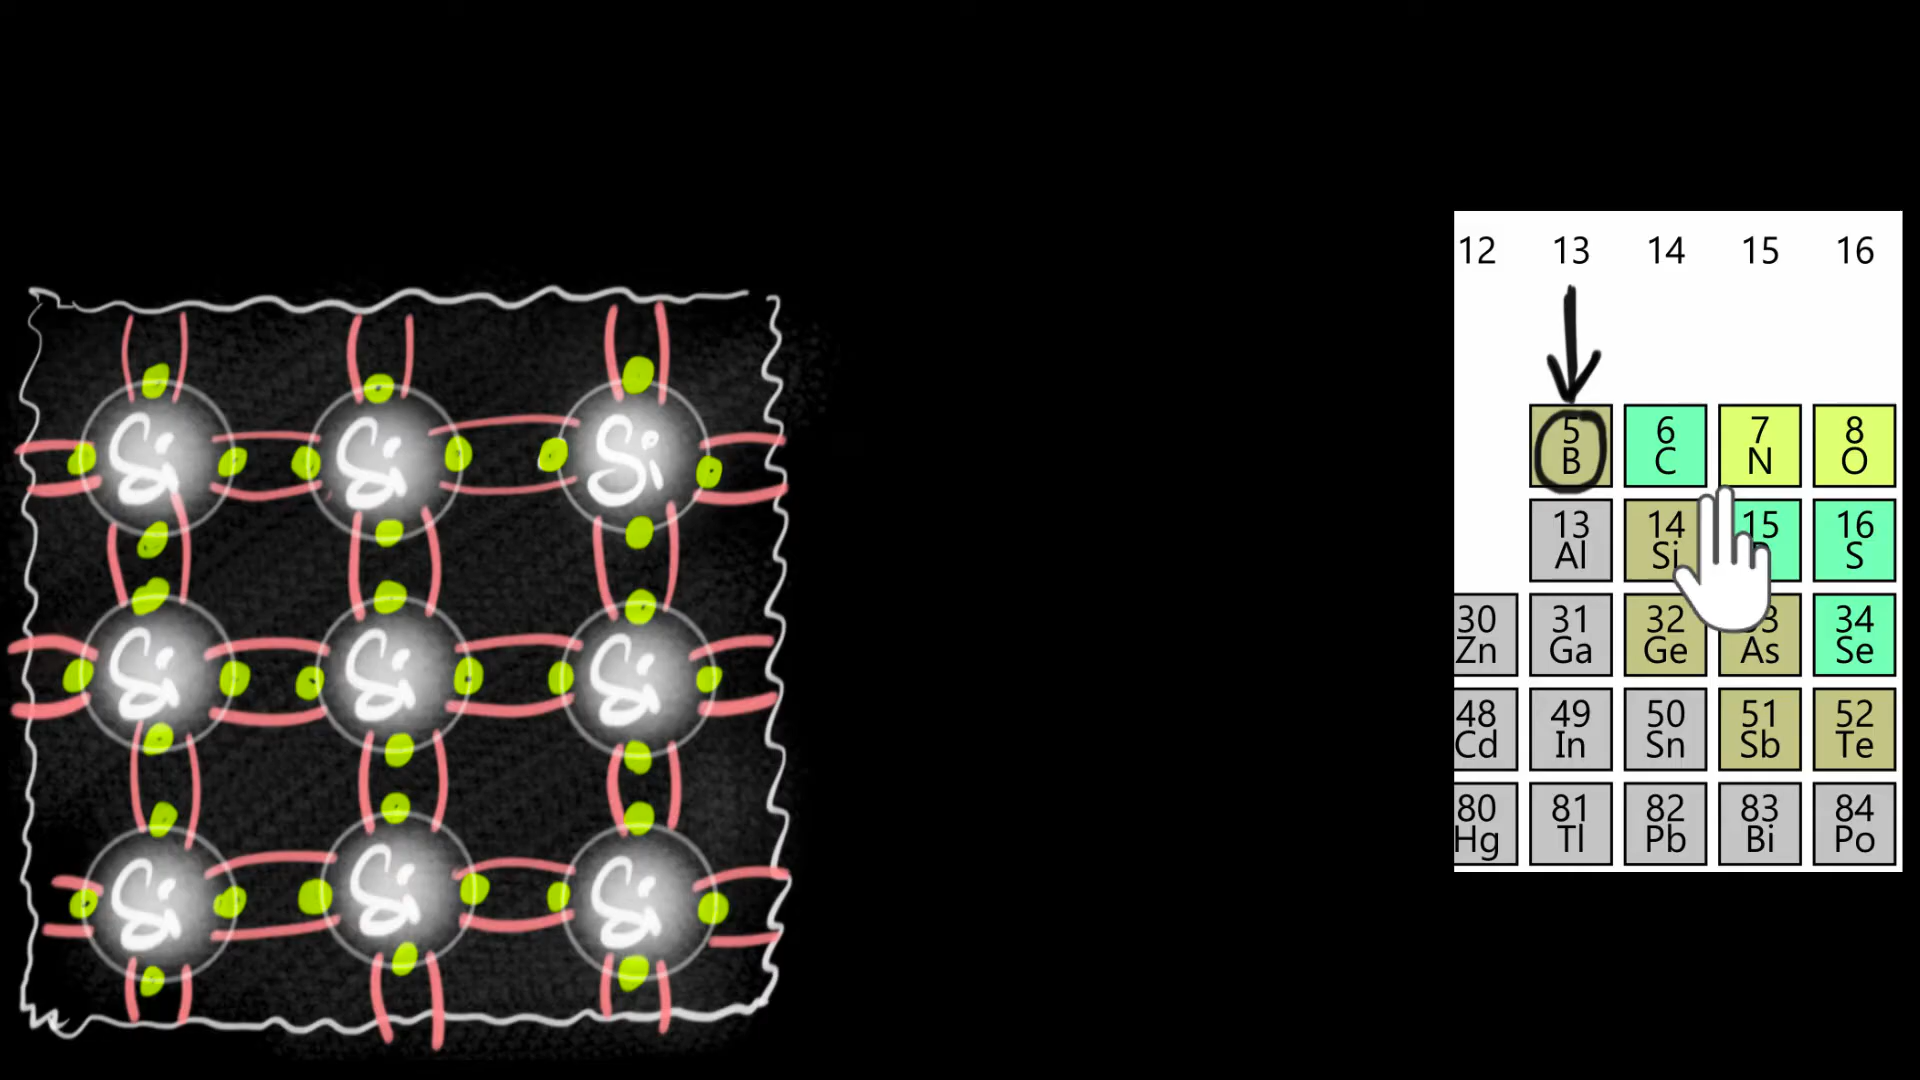 Si Si Si
Si Si Si
Si Si Si
12 13 14 15 16
5 6 7 8
B C N O
13 14 15 16
Al Si S
30 31 32 34
Zn Ga Ge As Se
48 49 50 51 52
Cd In Sn Sb Te
80 81 82 83 84
Hg Tl Pb Bi Po